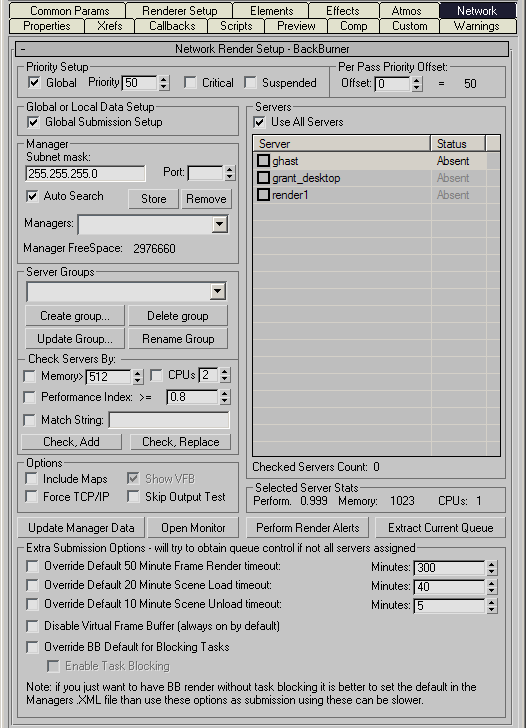 Common Params Renderer Setup Elements Effects Atmos Network
Properties Xrefs Callbacks Scripts Preview Comp Custom Warnings
- Network Render Setup - BackBurner
Priority Setup
Global Priority 50 Critical Suspended
Per Pass Priority Offset:
Offset: 0 = 50
Global or Local Data Setup
Global Submission Setup
Manager
Subnet mask:
255.255.255.0 Port:
Auto Search Store Remove
Managers:
Manager FreeSpace: 2976660
Server Groups
Create group... Delete group
Update Group... Rename Group
Check Servers By:
Memory> 512 CPUs 2
Performance Index: >= 0.8
Match String:
Check, Add Check, Replace
Options
Include Maps Show VFB
Force TCP/IP Skip Output Test
Servers
Use All Servers
Server Status
ghast Absent
grant_desktop Absent
render1 Absent
Checked Servers Count: 0
Selected Server Stats
Perform. 0.999 Memory: 1023 CPUs: 1
Update Manager Data Open Monitor Perform Render Alerts Extract Current Queue
Extra Submission Options - will try to obtain queue control if not all servers assigned
Override Default 50 Minute Frame Render timeout: Minutes: 300
Override Default 20 Minute Scene Load timeout: Minutes: 40
Override Default 10 Minute Scene Unload timeout: Minutes: 5
Disable Virtual Frame Buffer (always on by default)
Override BB Default for Blocking Tasks
Enable Task Blocking
Note: if you just want to have BB render without task blocking it is better to set the default in the
Managers .XML file than use these options as submission using these can be slower.